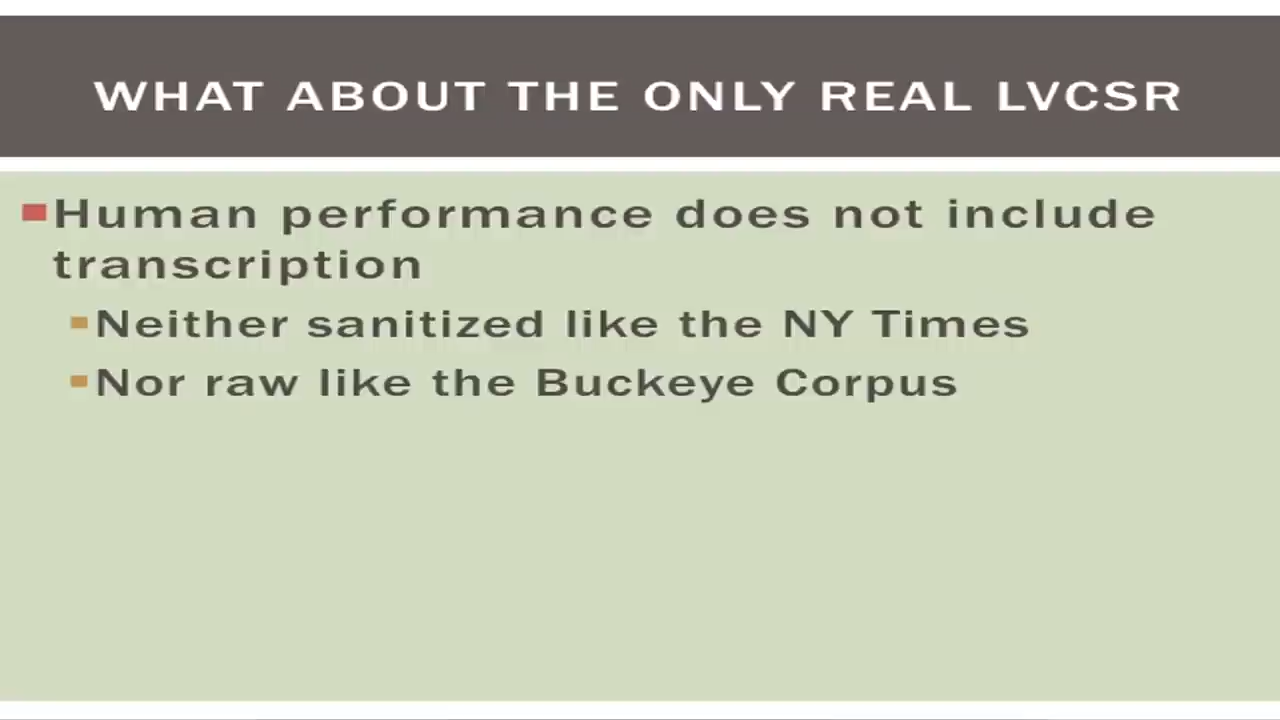 WHAT ABOUT THE ONLY REAL LVCSR
Human performance does not include
transcription
Neither sanitized like the NY Times
Nor raw like the Buckeye Corpus